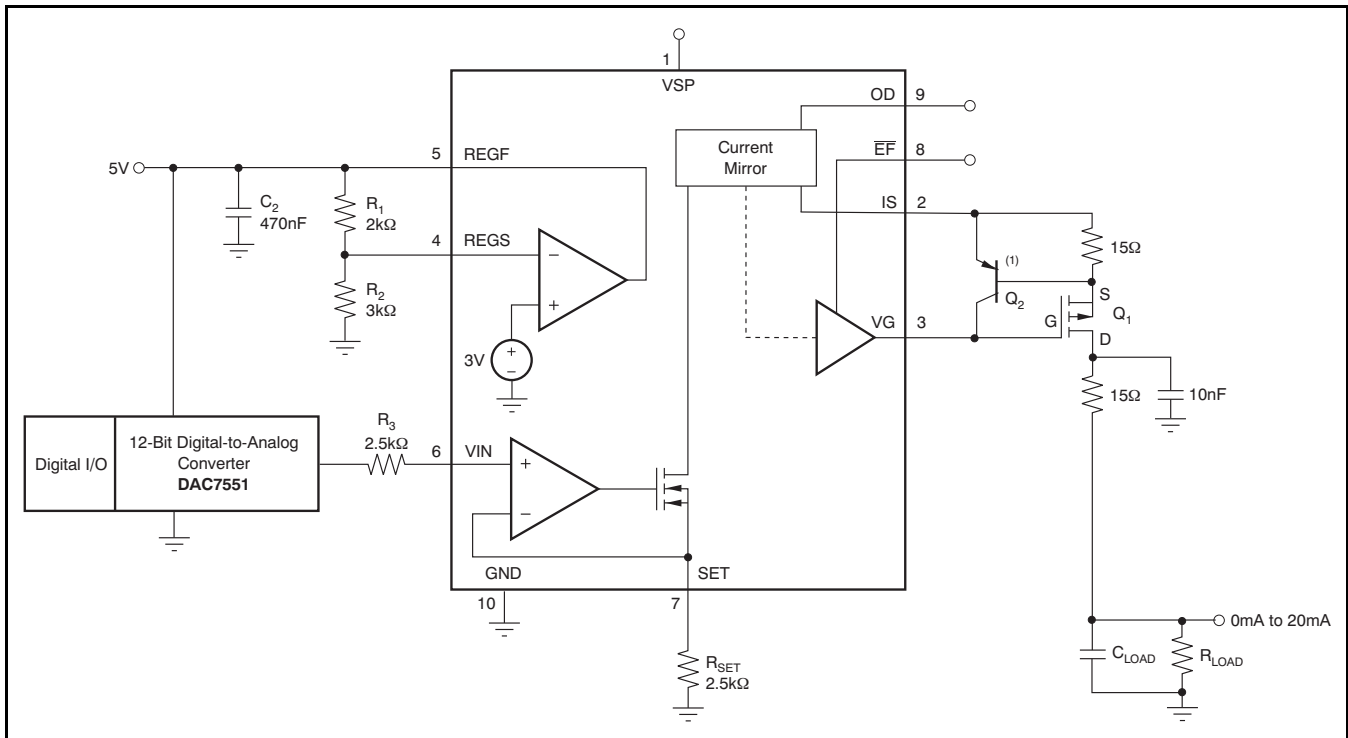 1
VSP
OD 9
Current
Mirror
EF 8
5V
5 REGF
IS 2
C2
470nF
R1
2kΩ
15Ω
4 REGS
(1)
Q2
S
Q1
G
D
R2
3kΩ
–
+
VG 3
3V
+
–
15Ω
10nF
Digital I/O
12-Bit Digital-to-Analog
Converter
DAC7551
R3
2.5kΩ
6 VIN
+
–
GND
SET
10
7
0mA to 20mA
CLOAD
RLOAD
RSET
2.5kΩ